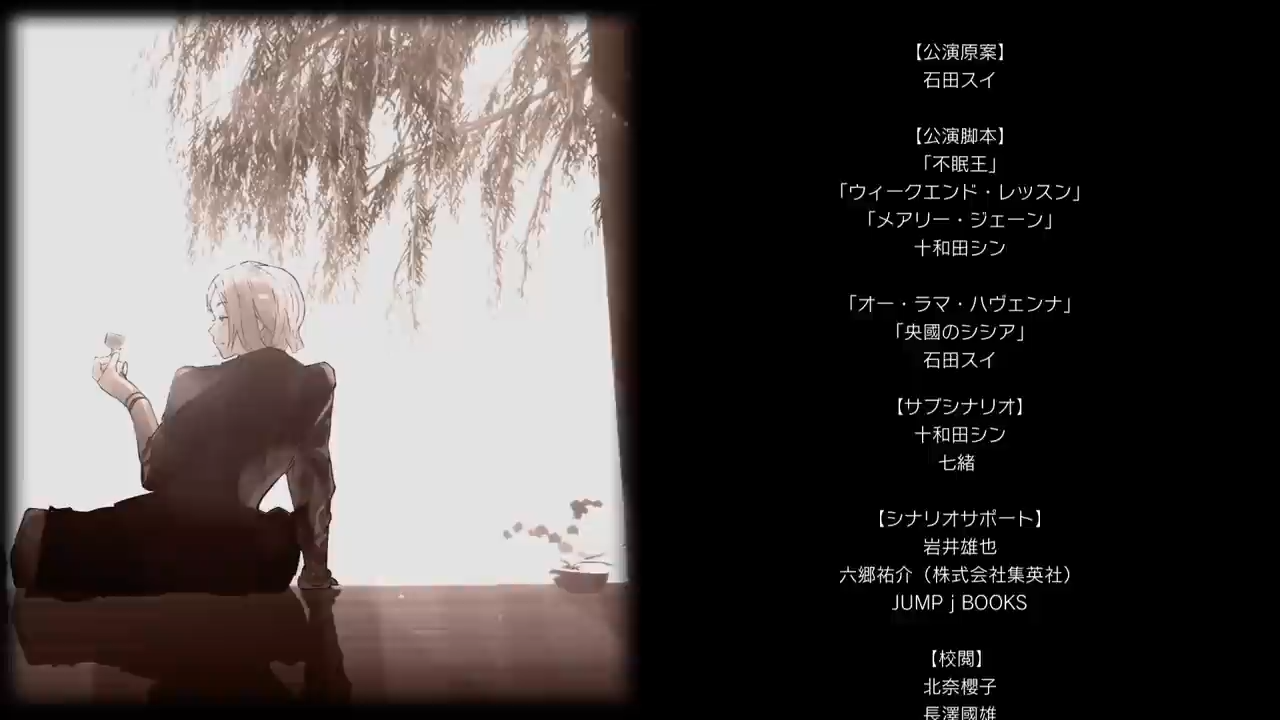 【公演原案】
石田スイ
【公演脚本】
「不眠王」
「ウィークエンド・レッスン」
「メアリー・ジェーン」
十和田シン
「オー・ラマ・ハヴェンナ」
「央國のシシア」
石田スイ
【サブシナリオ】
十和田シン
七緒
【シナリオサポート】
岩井雄也
六郷祐介（株式会社集英社）
JUMP j BOOKS
【校閲】
北奈櫻子
長澤國雄